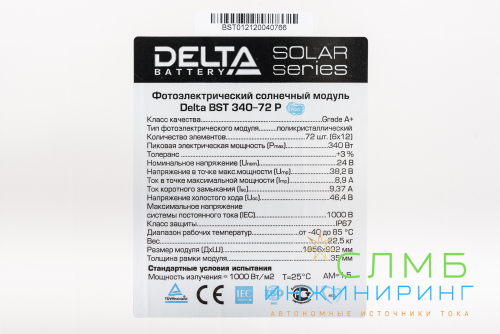 BST012120040766
DELTA
BATTERY
SOLAR
series
Фотоэлектрический солнечный модуль
Delta BST 340-72 P
Класс качества Grade A+
Тип фотоэлектрического модуля поликристаллический
Количество элементов 72 шт. (6x12)
Пиковая электрическая мощность (Pmax) 340 Вт
Толеранс +3 %
Номинальное напряжение (Unom) 24 В
Напряжение в точке макс мощности (Ump) 38,2 В
Ток в точке максимальной мощности (Imp) 8,9 А
Ток короткого замыкания (Isc) 9,37 А
Напряжение холостого хода (Uoc) 46,4 В
Максимальное напряжение
системы постоянного тока (IEC) 1000 В
Класс защиты IP67
Диапазон рабочих температур от -40 до 85 °C
Вес 22,5 кг
Размер модуля (ДхШ) 1956x992 мм
Толщина рамки модуля 35 мм
Стандартные условия испытания
Мощность излучения = 1000 Вт/м2 T=25°C AM=1,5
TÜV CE IEC
СЛМБ
ИНЖИНИРИНГ
Автономные источники тока